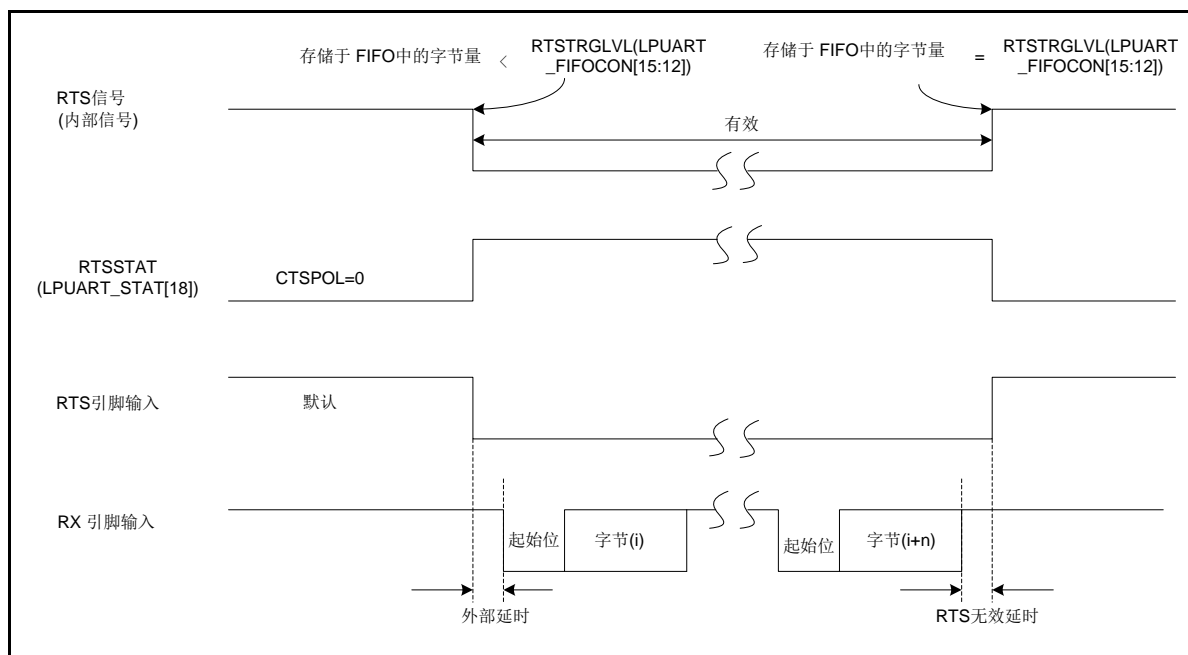 存储于 FIFO中的字节量 < RTSTRGLVL(LPUART
_FIFOCON[15:12])
存储于 FIFO中的字节量 = RTSTRGLVL(LPUART
_FIFOCON[15:12])
RTS信号
(内部信号)
有效
RTSSTAT
(LPUART_STAT[18])
CTSPOL=0
RTS引脚输入
默认
RX 引脚输入
起始位
字节(i)
起始位
字节(i+n)
外部延时
RTS无效延时